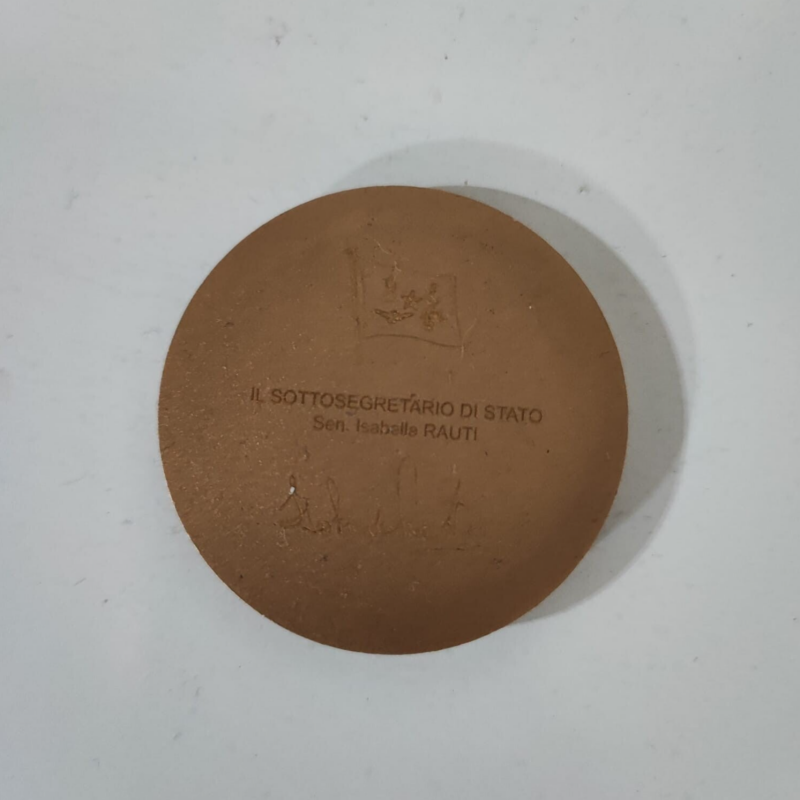 IL SOTTOSEGRETARIO DI STATO
Sen. Isabella RAUTI